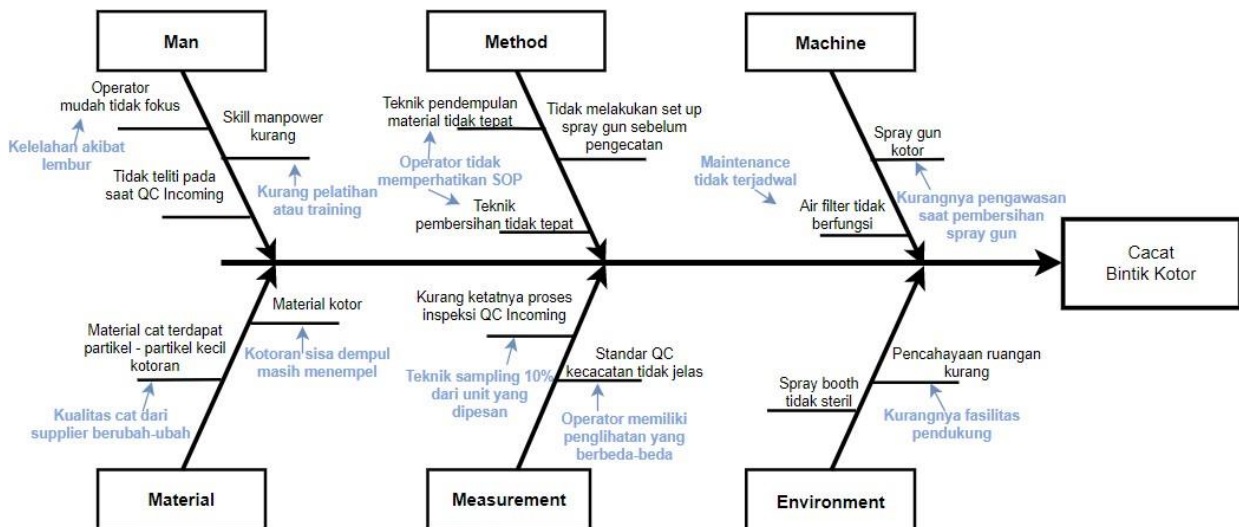 Man
Method
Machine
Operator
mudah tidak fokus
Kelelahan akibat
lembur
Skill manpower
kurang
Kurang pelatihan
atau training
Tidak teliti pada
saat QC Incoming
Teknik pendempulan
material tidak tepat
Tidak melakukan set up
spray gun sebelum
pengecatan
Operator tidak
memperhatikan SOP
Teknik
pembersihan tidak tepat
Spray gun
kotor
Maintenance
tidak terjadwal
Kurangnya pengawasan
saat pembersihan
spray gun
Air filter tidak
berfungsi
Cacat
Bintik Kotor
Material kotor
Material cat terdapat
partikel - partikel kecil
kotoran
Kotoran sisa dempul
masih menempel
Kualitas cat dari
supplier berubah-ubah
Kurang ketatnya proses
inspeksi QC Incoming
Teknik sampling 10%
dari unit yang
dipesan
Standar QC
kecacatan tidak jelas
Operator memiliki
penglihatan yang
berbeda-beda
Pencahayaan ruangan
kurang
Spray booth
tidak steril
Kurangnya fasilitas
pendukung
Material
Measurement
Environment